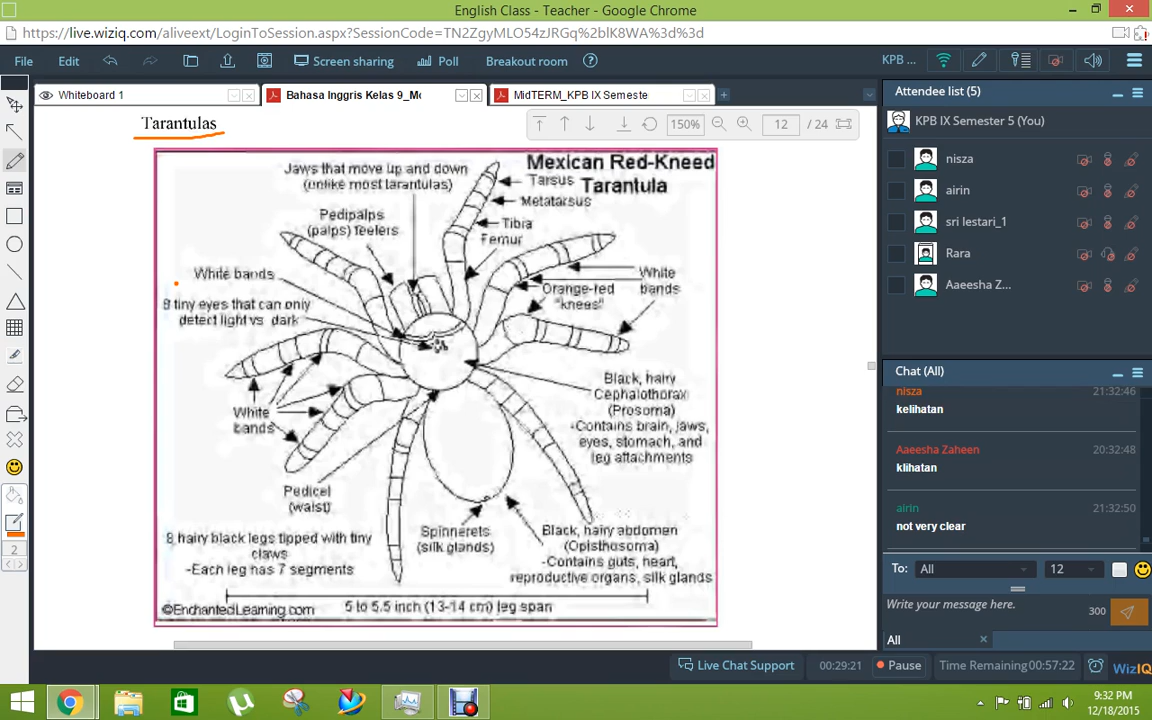 English Class - Teacher - Google Chrome
https://live.wiziq.com/aliveext/LoginToSession.aspx?SessionCode=TN2ZgyMLO54zJRGq%2blK8WA%3d%3d
File Edit Screen sharing Poll Breakout room KPB ...
Whiteboard 1
Bahasa Inggris Kelas 9_Mc
MidTERM_KPB IX Semeste
Attendee list (5)
KPB IX Semester 5 (You)
nisza
airin
sri lestari_1
Rara
Aaeesha Z...
Tarantulas
150% 12 / 24
Mexican Red-Kneed
Tarantula
Jaws that move up and down
(unlike most tarantulas)
Tarsus
Metatarsus
Tibia
Femur
Pedipalps
(palps) feelers
White bands
8 tiny eyes that can only
detect light vs dark
White
bands
Orange-red
"knees"
Black, hairy
Cephalothorax
(Prosoma)
-Contains brain, jaws,
eyes, stomach, and
leg attachments
White
bands
Pedicel
(waist)
8 hairy black legs tipped with tiny
claws
-Each leg has 7 segments
Spinnerets
(silk glands)
Black, hairy abdomen
(Opisthosoma)
-Contains guts, heart,
reproductive organs, silk glands
©EnchantedLearning.com
5 to 5.5 inch (13-14 cm) leg span
Chat (All)
nisza 21:32:46
kelihatan
Aaeesha Zaheen 20:32:48
klihatan
airin 21:32:50
not very clear
To: All 12
Write your message here. 300
All
2
Live Chat Support 00:29:21 Pause Time Remaining00:57:22 WizIQ
9:32 PM
12/18/2015